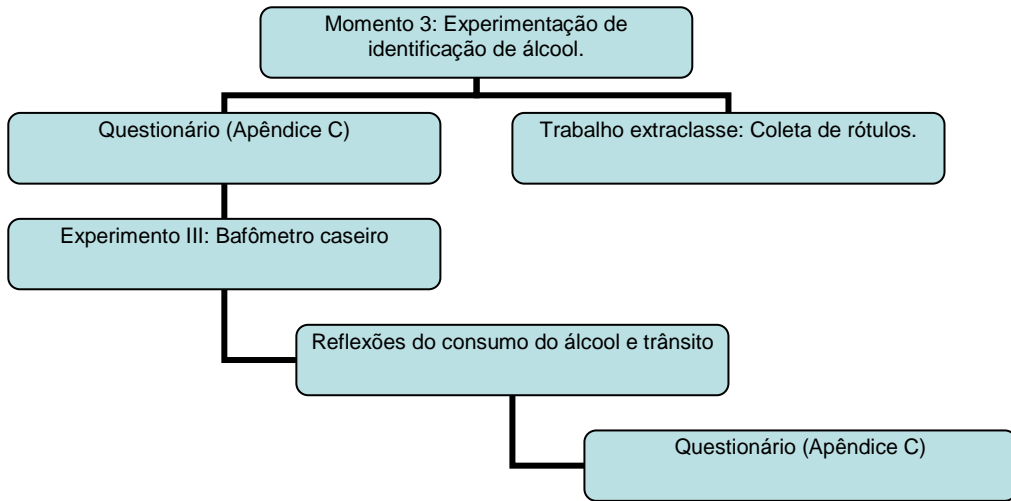 Momento 3: Experimentação de
identificação de álcool.
Questionário (Apêndice C)
Trabalho extraclasse: Coleta de rótulos.
Experimento III: Bafômetro caseiro
Reflexões do consumo do álcool e trânsito
Questionário (Apêndice C)